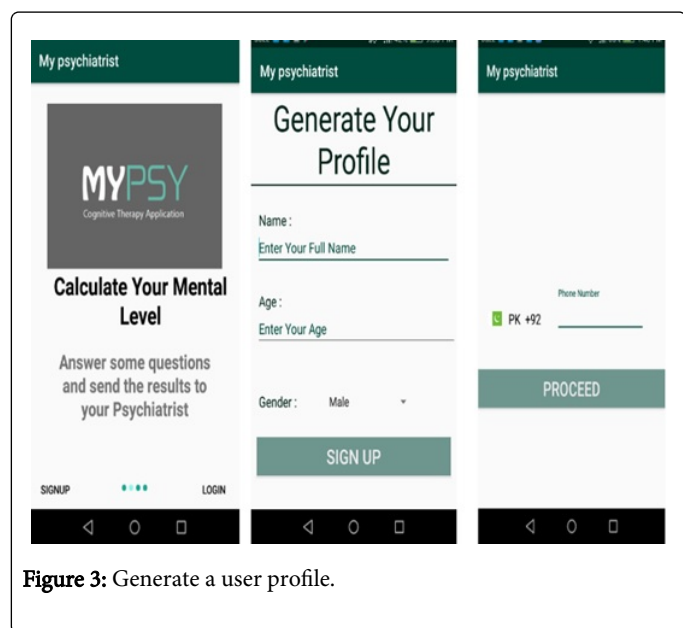 My psychiatrist
MYPSY
Cognitive Therapy Application
Calculate Your Mental
Level
Answer some questions
and send the results to
your Psychiatrist
SIGNUP
LOGIN
My psychiatrist
Generate Your
Profile
Name :
Enter Your Full Name
Age :
Enter Your Age
Gender : Male
SIGN UP
My psychiatrist
Phone Number
PK +92
PROCEED
Figure 3: Generate a user profile.